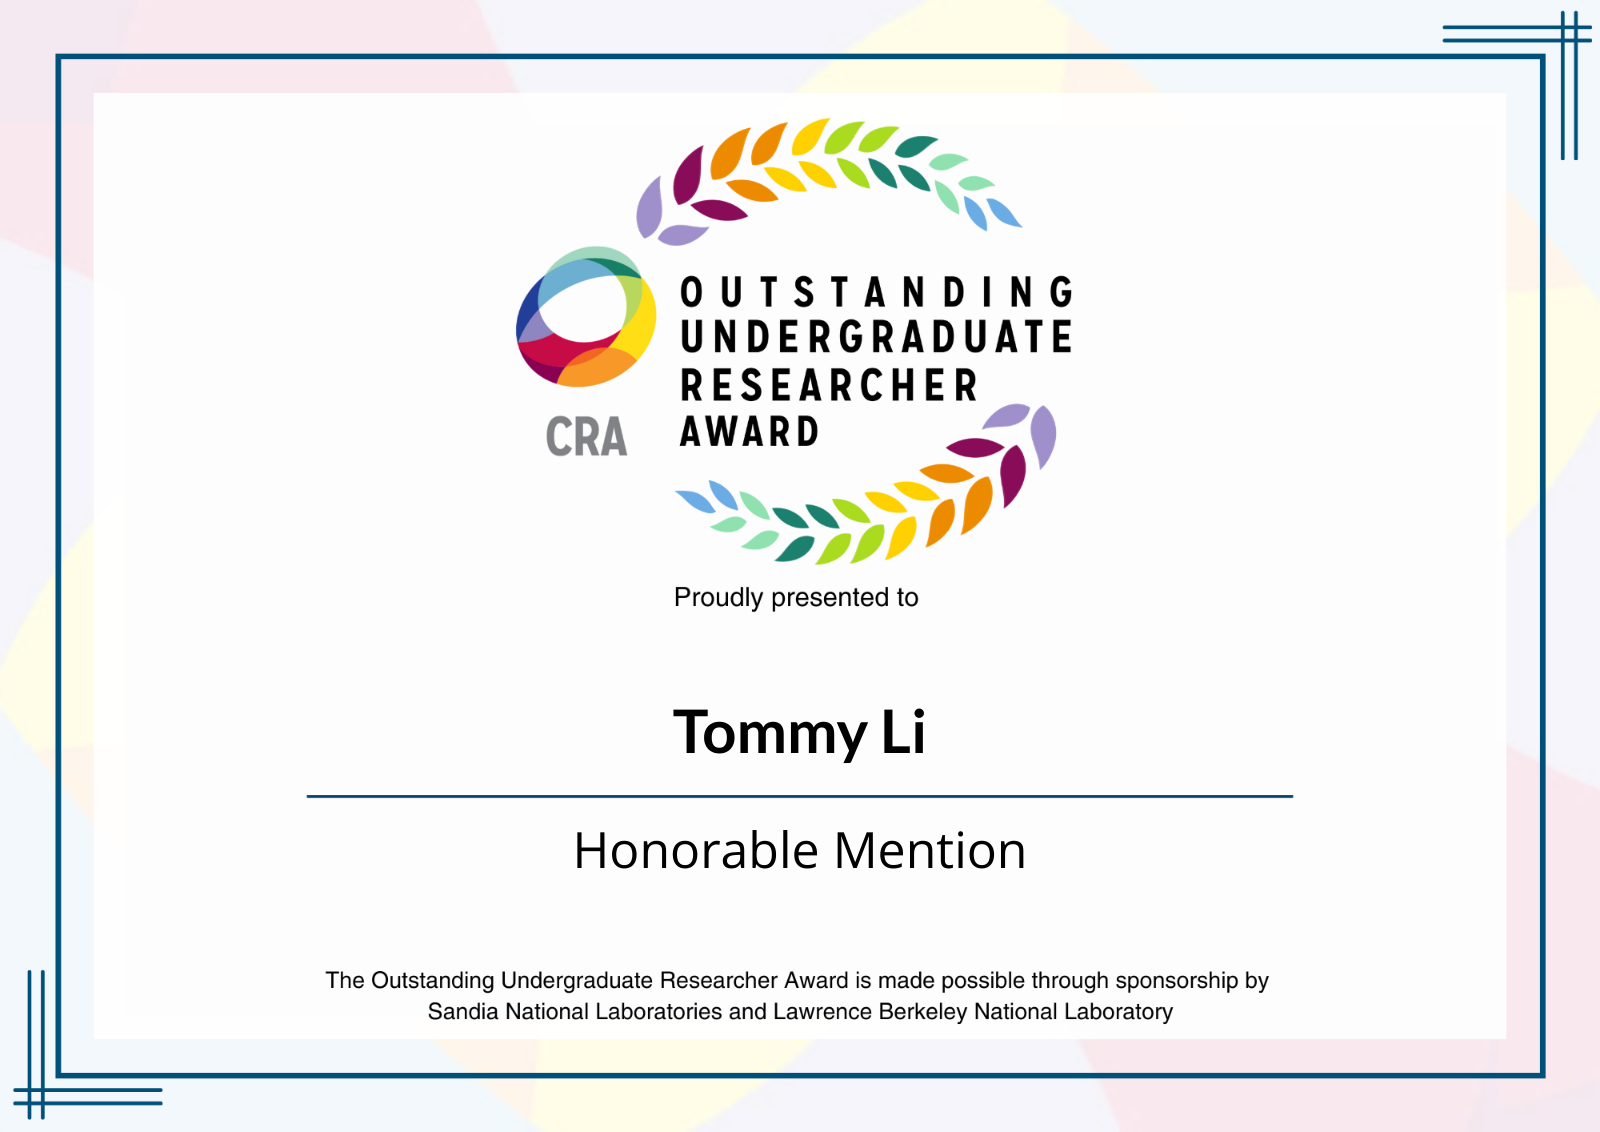 OUTSTANDING
UNDERGRADUATE
RESEARCHER
AWARD
CRA
Proudly presented to
Tommy Li
Honorable Mention
The Outstanding Undergraduate Researcher Award is made possible through sponsorship by
Sandia National Laboratories and Lawrence Berkeley National Laboratory